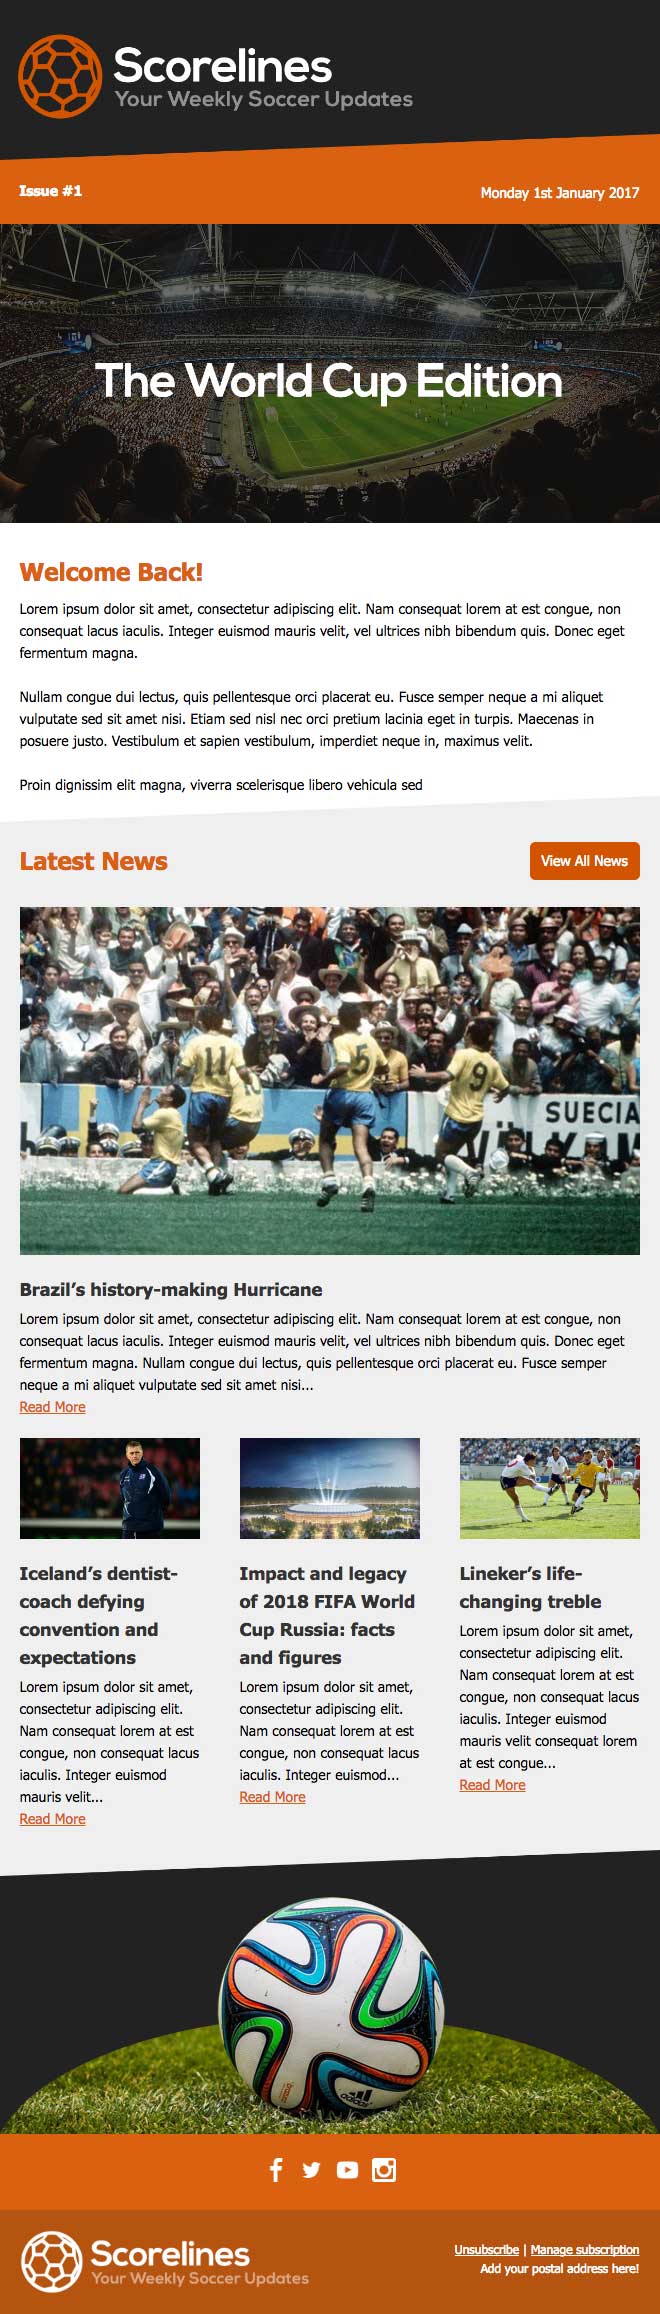 Scorelines
Your Weekly Soccer Updates
Issue #1
Monday 1st January 2017
The World Cup Edition
Welcome Back!
Lorem ipsum dolor sit amet, consectetur adipiscing elit. Nam consequat lorem at est congue, non
consequat lacus iaculis. Integer euismod mauris velit, vel ultrices nibh bibendum quis. Donec eget
fermentum magna.
Nullam congue dui lectus, quis pellentesque orci placerat eu. Fusce semper neque a mi aliquet
vulputate sed sit amet nisi. Etiam sed nisl nec orci pretium lacinia eget in turpis. Maecenas in
posuere justo. Vestibulum et sapien vestibulum, imperdiet neque in, maximus velit.
Proin dignissim elit magna, viverra scelerisque libero vehicula sed
Latest News
View All News
11
5
9
SUECIA
Brazil’s history-making Hurricane
Lorem ipsum dolor sit amet, consectetur adipiscing elit. Nam consequat lorem at est congue, non
consequat lacus iaculis. Integer euismod mauris velit, vel ultrices nibh bibendum quis. Donec eget
fermentum magna. Nullam congue dui lectus, quis pellentesque orci placerat eu. Fusce semper
neque a mi aliquet vulputate sed sit amet nisi...
Read More
Iceland’s dentist-
coach defying
convention and
expectations
Lorem ipsum dolor sit amet,
consectetur adipiscing elit.
Nam consequat lorem at est
congue, non consequat lacus
iaculis. Integer euismod
mauris velit...
Read More
Impact and legacy
of 2018 FIFA World
Cup Russia: facts
and figures
Lorem ipsum dolor sit amet,
consectetur adipiscing elit.
Nam consequat lorem at est
congue, non consequat lacus
iaculis. Integer euismod...
Read More
Lineker’s life-
changing treble
Lorem ipsum dolor sit amet,
consectetur adipiscing elit.
Nam consequat lorem at est
congue, non consequat lacus
iaculis. Integer euismod
mauris velit consequat lorem
at est congue...
Read More
adidas
Scorelines
Your Weekly Soccer Updates
Unsubscribe | Manage subscription
Add your postal address here!